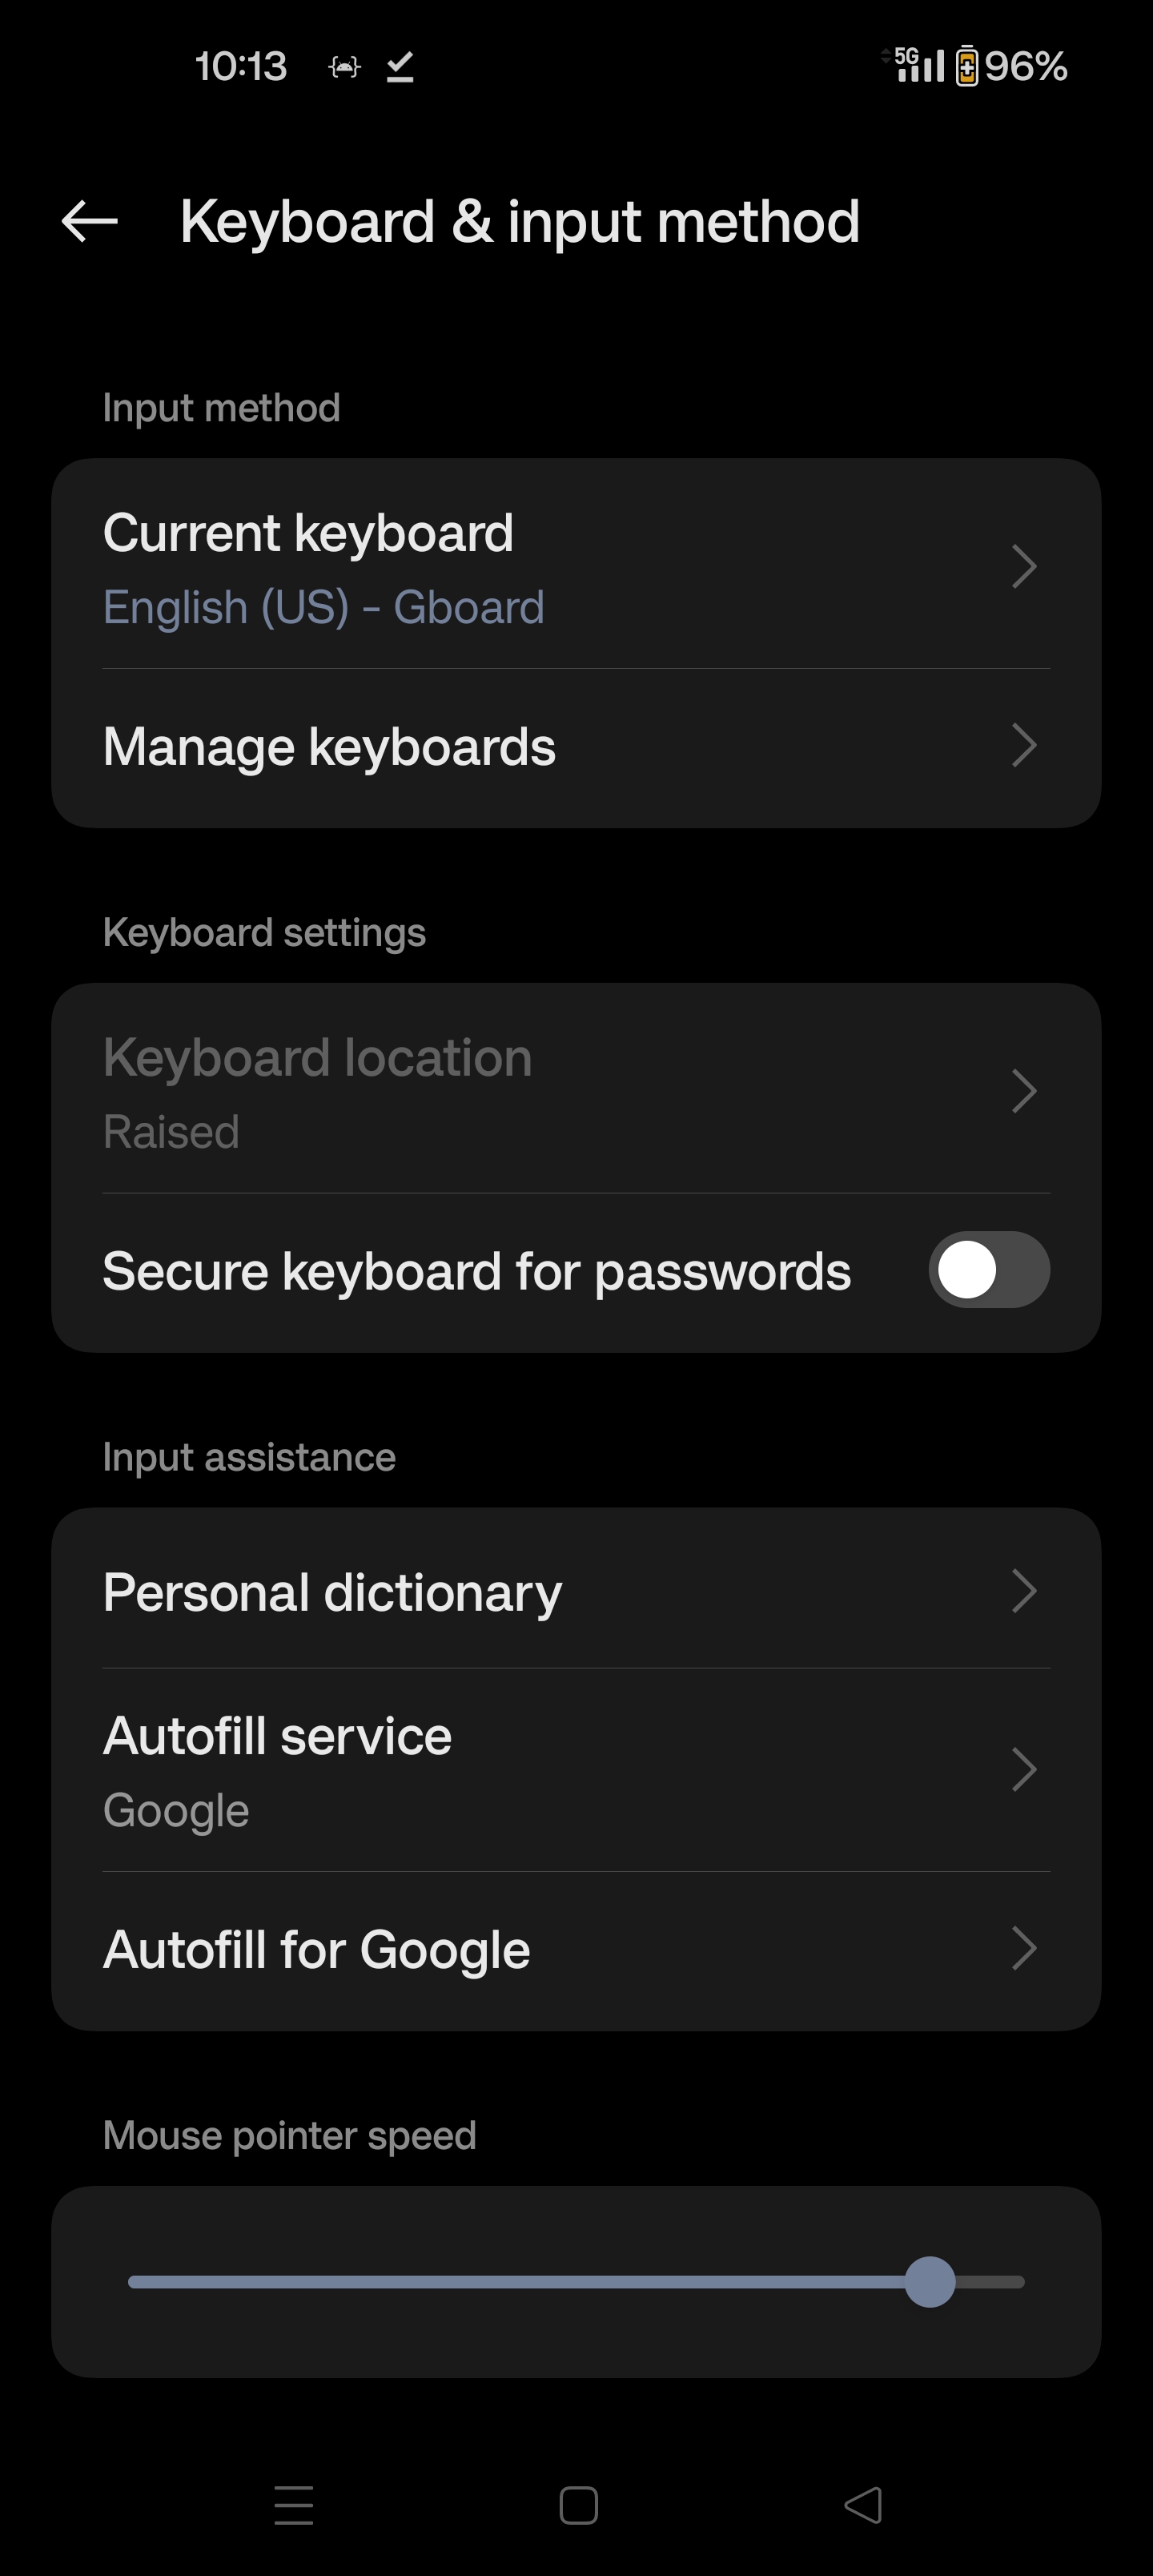 10:13
5G
96%
Keyboard & input method
Input method
Current keyboard
English (US) - Gboard
Manage keyboards
Keyboard settings
Keyboard location
Raised
Secure keyboard for passwords
Input assistance
Personal dictionary
Autofill service
Google
Autofill for Google
Mouse pointer speed